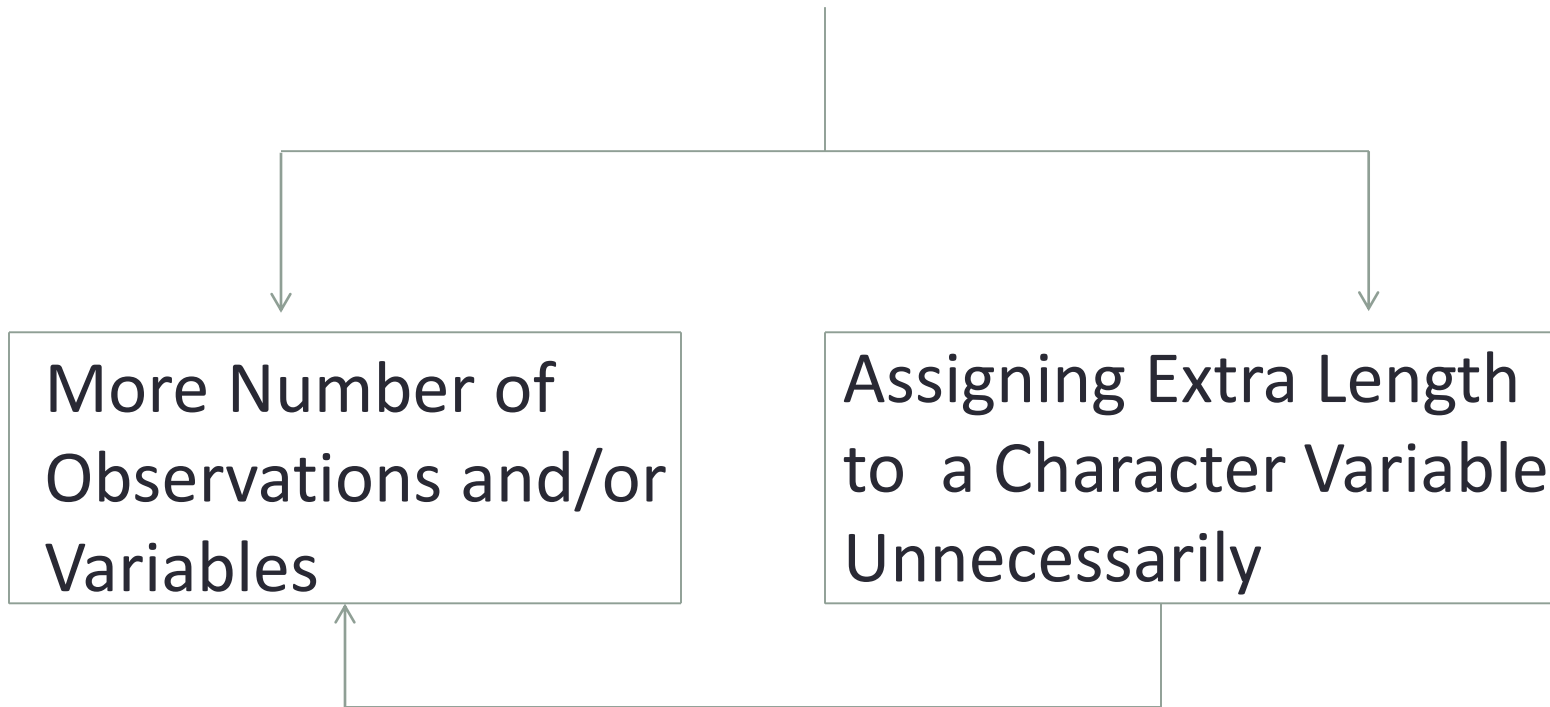 More Number of
Observations and/or
Variables
Assigning Extra Length
to  a Character Variable
Unnecessarily